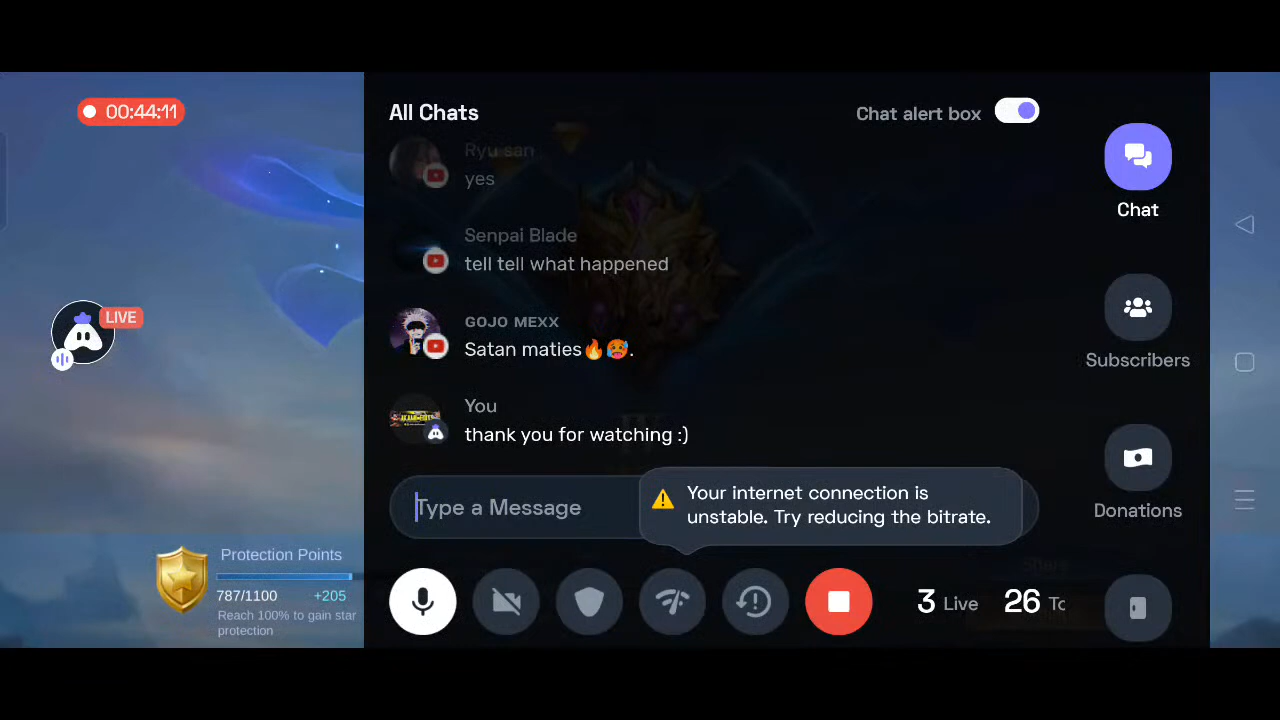 00:44:11
All Chats
Chat alert box
Ryu san
yes
Chat
Senpai Blade
tell tell what happened
LIVE
GOJO MEXX
Satan maties🔥🥵.
Subscribers
You
thank you for watching :)
Type a Message
Your internet connection is
unstable. Try reducing the bitrate.
Donations
Protection Points
787/1100 +205
Reach 100% to gain star
protection
3 Live 26 To